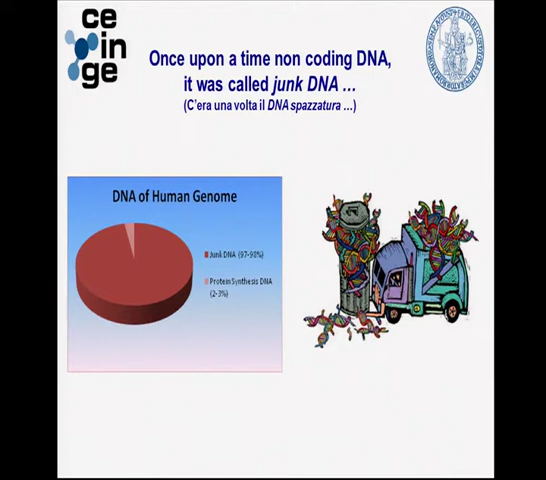 ce
in
ge
Once upon a time non coding DNA,
it was called junk DNA ...
(C'era una volta il DNA spazzatura ...)
DNA of Human Genome
Junk DNA (97-98%)
Protein Synthesis DNA
(2-3%)